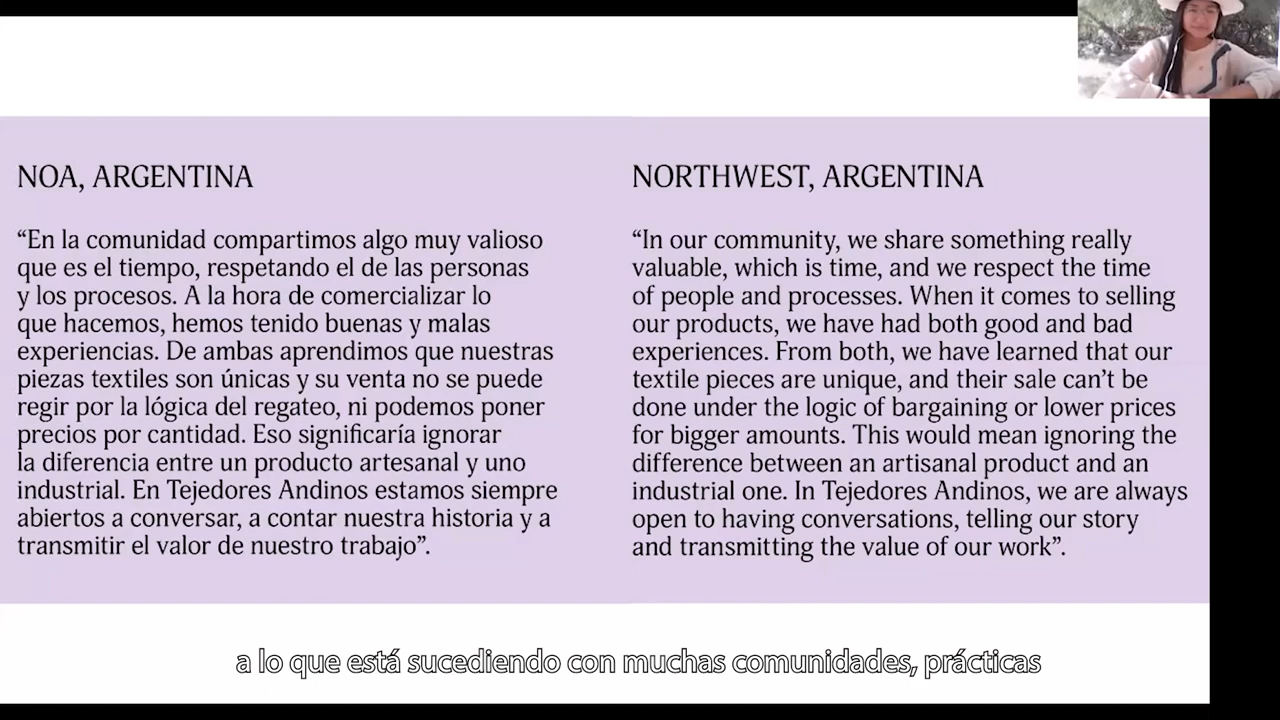 NOA, ARGENTINA
“En la comunidad compartimos algo muy valioso
que es el tiempo, respetando el de las personas
y los procesos. A la hora de comercializar lo
que hacemos, hemos tenido buenas y malas
experiencias. De ambas aprendimos que nuestras
piezas textiles son únicas y su venta no se puede
regir por la lógica del regateo, ni podemos poner
precios por cantidad. Eso significaría ignorar
la diferencia entre un producto artesanal y uno
industrial. En Tejedores Andinos estamos siempre
abiertos a conversar, a contar nuestra historia y a
transmitir el valor de nuestro trabajo”.
NORTHWEST, ARGENTINA
“In our community, we share something really
valuable, which is time, and we respect the time
of people and processes. When it comes to selling
our products, we have had both good and bad
experiences. From both, we have learned that our
textile pieces are unique, and their sale can’t be
done under the logic of bargaining or lower prices
for bigger amounts. This would mean ignoring the
difference between an artisanal product and an
industrial one. In Tejedores Andinos, we are always
open to having conversations, telling our story
and transmitting the value of our work”.
a lo que está sucediendo con muchas comunidades, prácticas